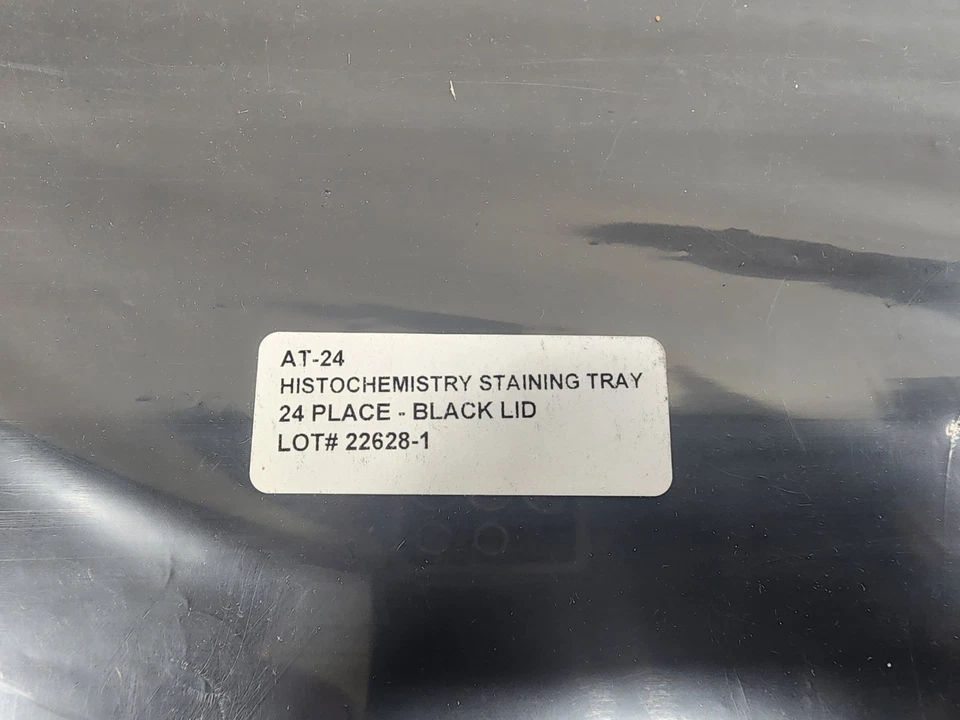 AT-24
HISTOCHEMISTRY STAINING TRAY
24 PLACE - BLACK LID
LOT# 22628-1